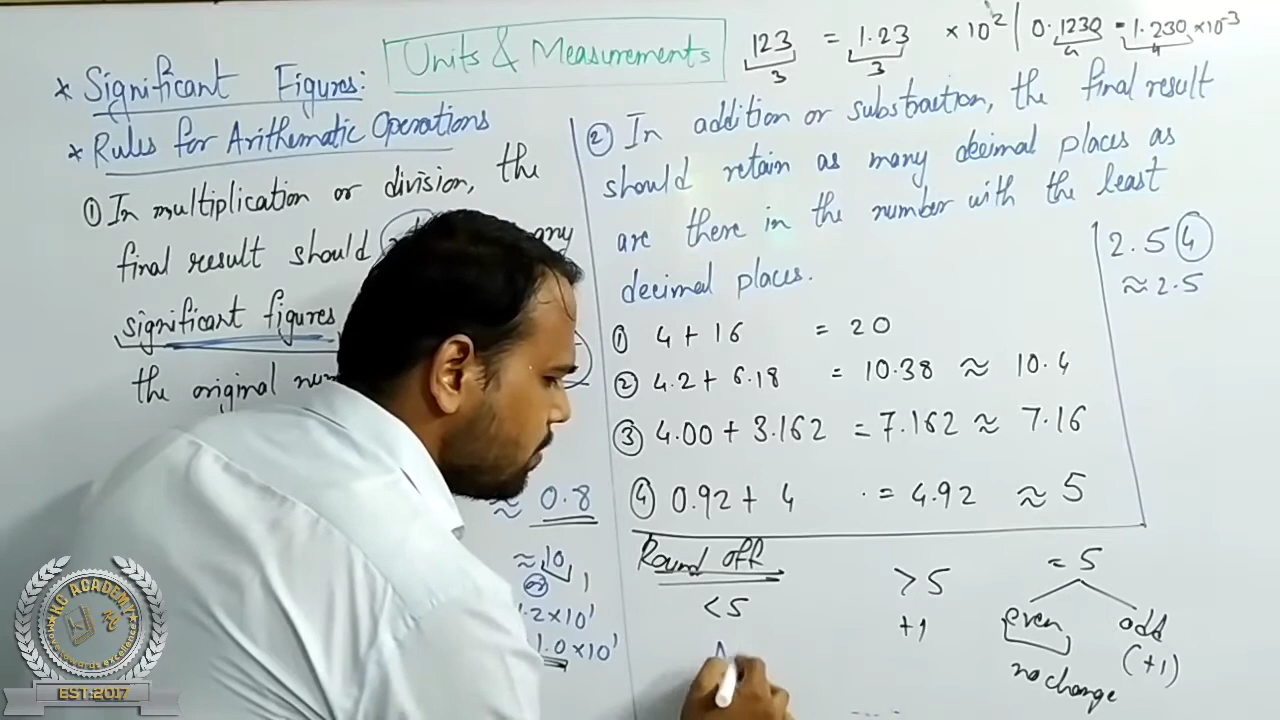 Units & Measurements
123 = 1.23 × 10² | 0.1230 = 1.230 × 10⁻³
3 3 4 4
* Significant Figures:
* Rules for Arithematic Operations
① In multiplication or division, the
final result should any
significant figures
the original num
≈ 0.8
≈ 10
1
.2 × 10¹
1.0 × 10¹
② In addition or substraction, the final result
should retain as many decimal places as
are there in the number with the least
decimal places.
2.54
≈ 2.5
① 4 + 16 = 20
② 4.2 + 6.18 = 10.38 ≈ 10.4
③ 4.00 + 3.162 = 7.162 ≈ 7.16
④ 0.92 + 4 = 4.92 ≈ 5
Round off
< 5 > 5 = 5
+1 even odd
no change (+1)
KC ACADEMY
EST.2017